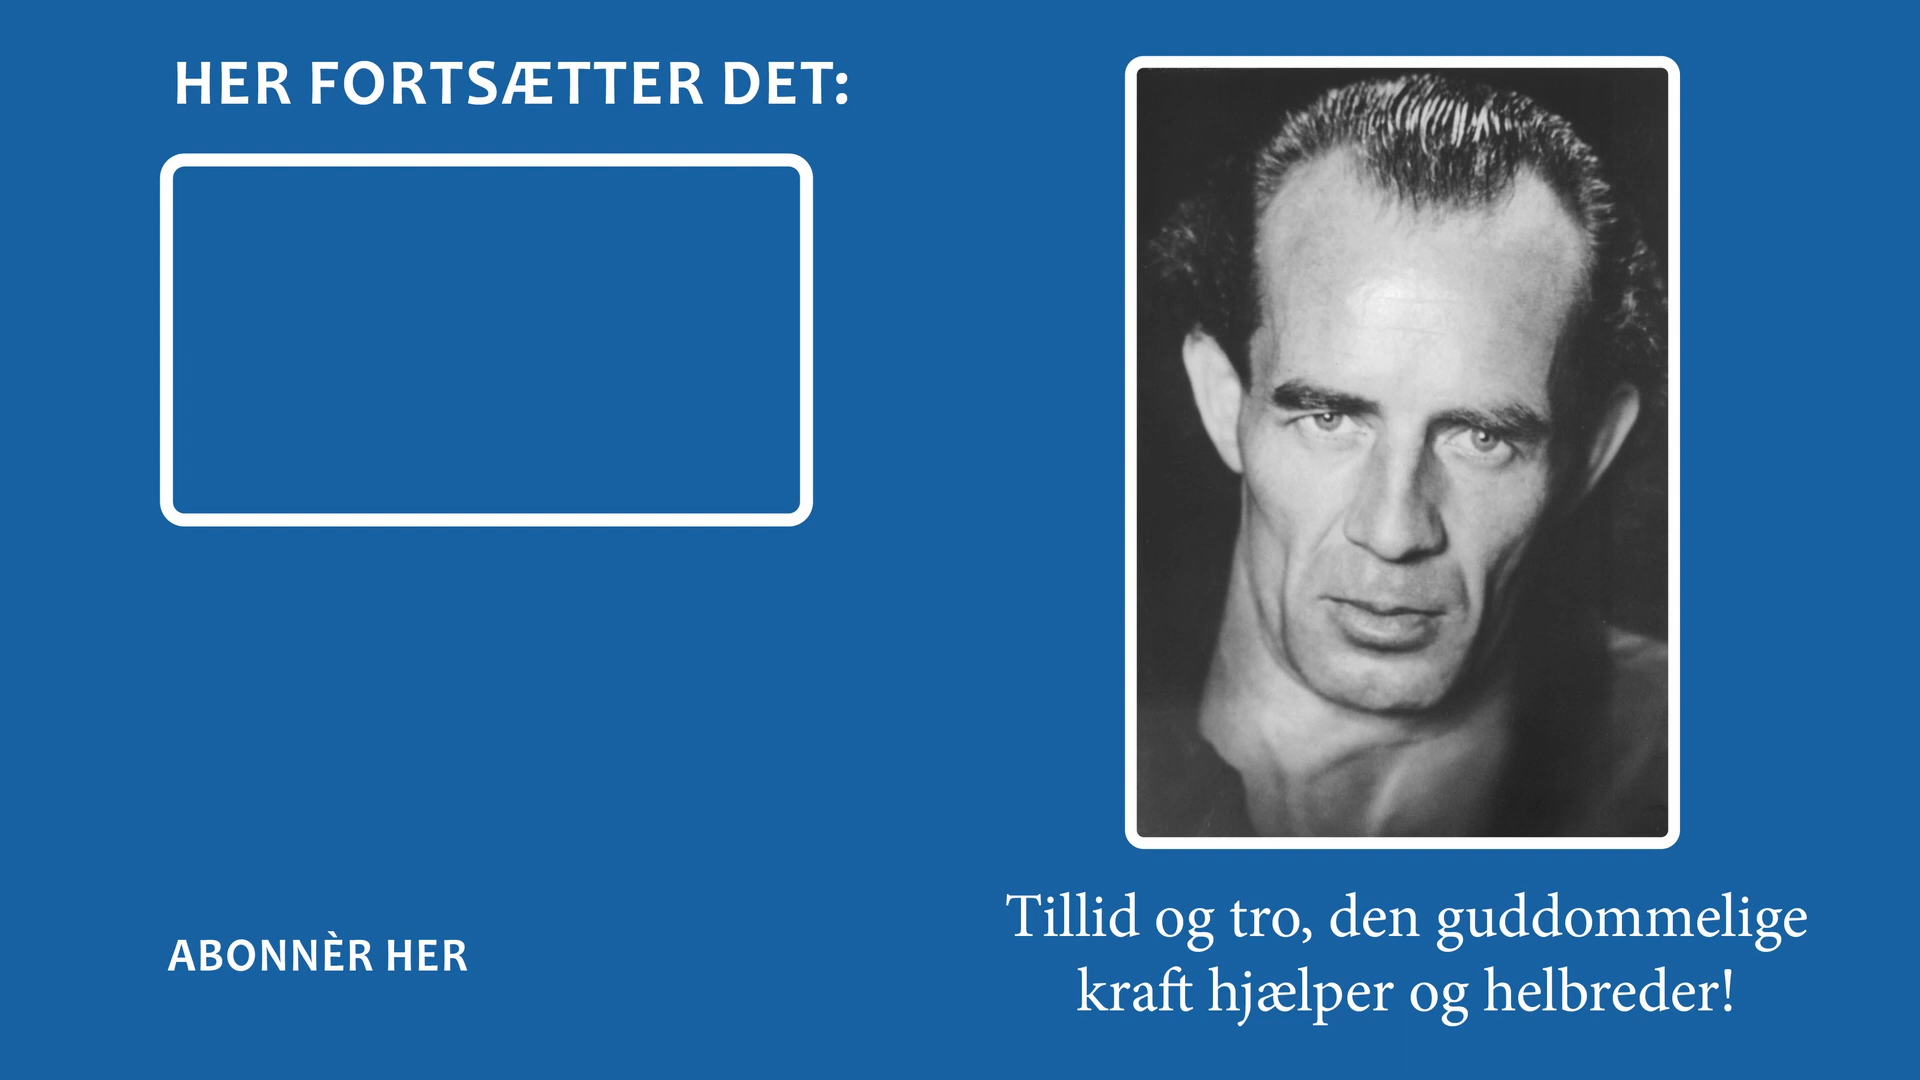 HER FORTSÆTTER DET:
ABONNÈR HER
Tillid og tro, den guddommelige
kraft hjælper og helbreder!